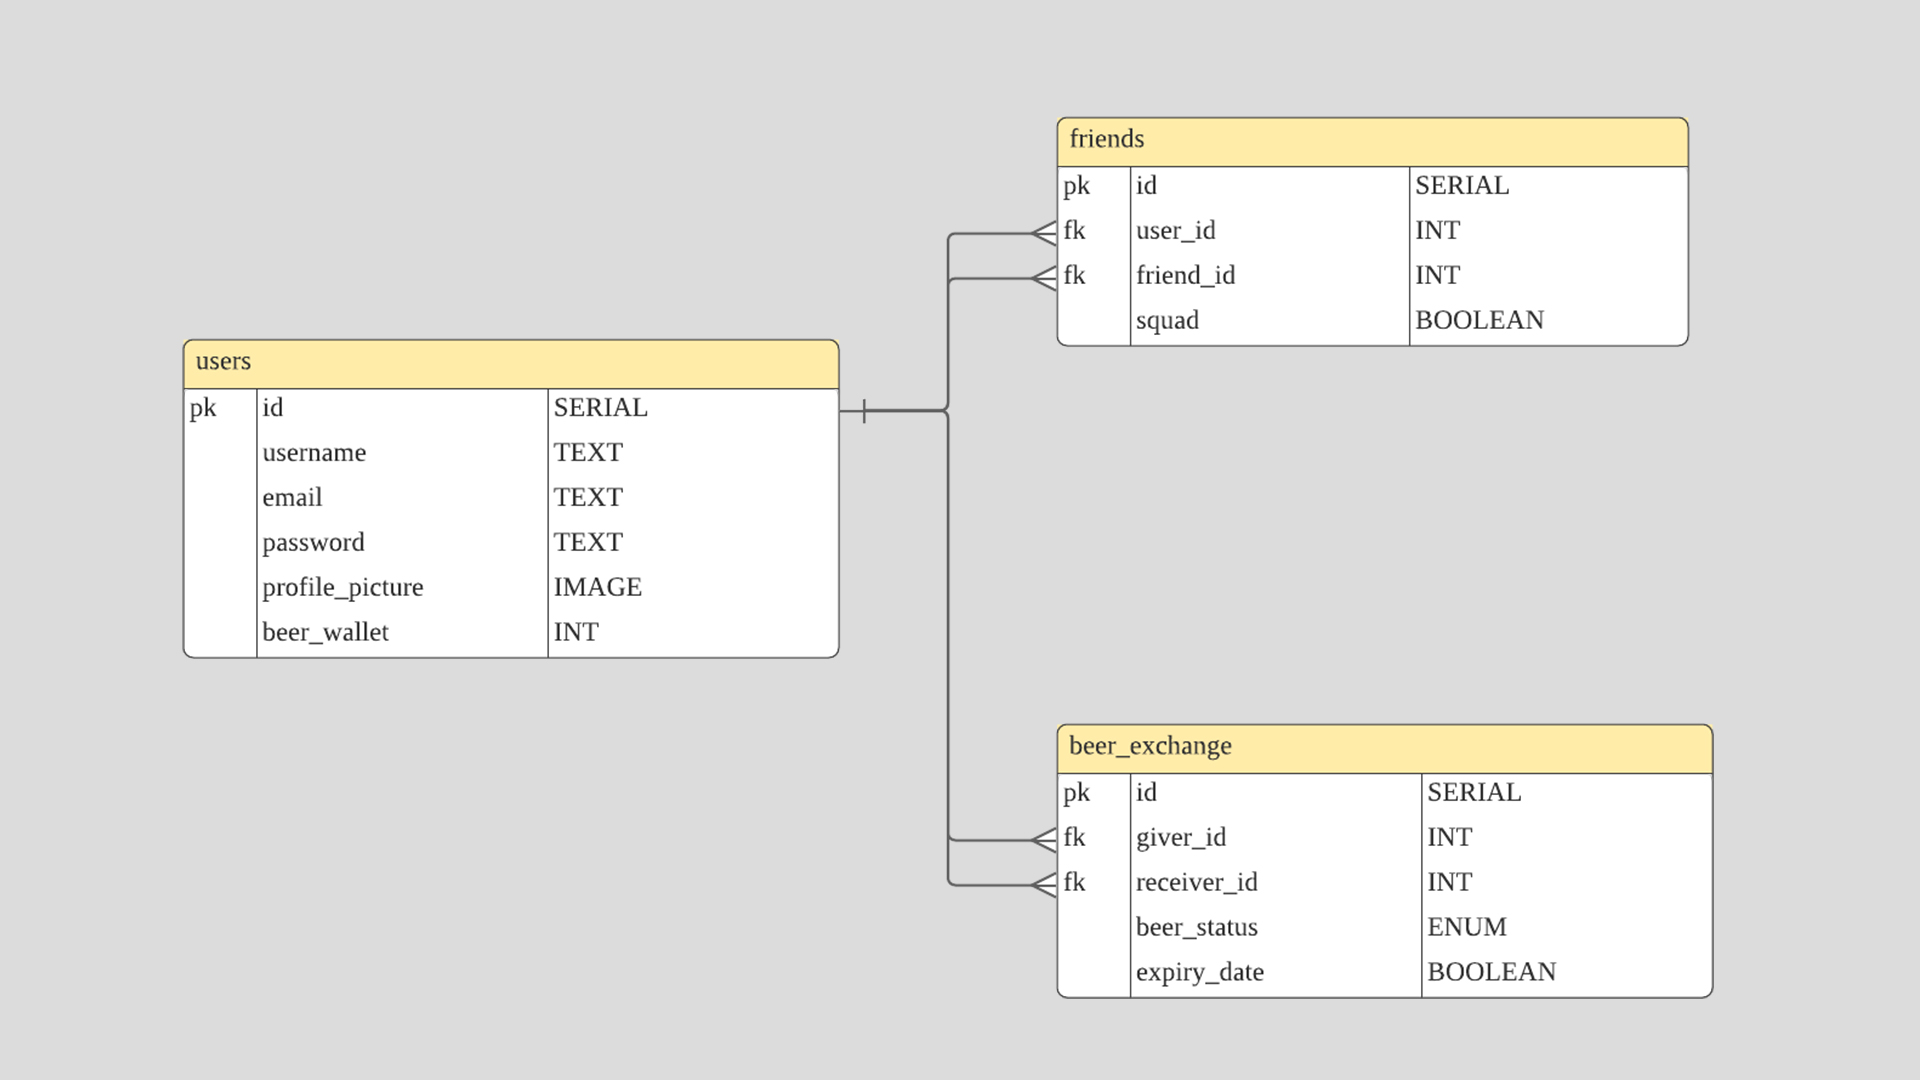 friends
pk id SERIAL
fk user_id INT
fk friend_id INT
squad BOOLEAN
users
pk id SERIAL
username TEXT
email TEXT
password TEXT
profile_picture IMAGE
beer_wallet INT
beer_exchange
pk id SERIAL
fk giver_id INT
fk receiver_id INT
beer_status ENUM
expiry_date BOOLEAN